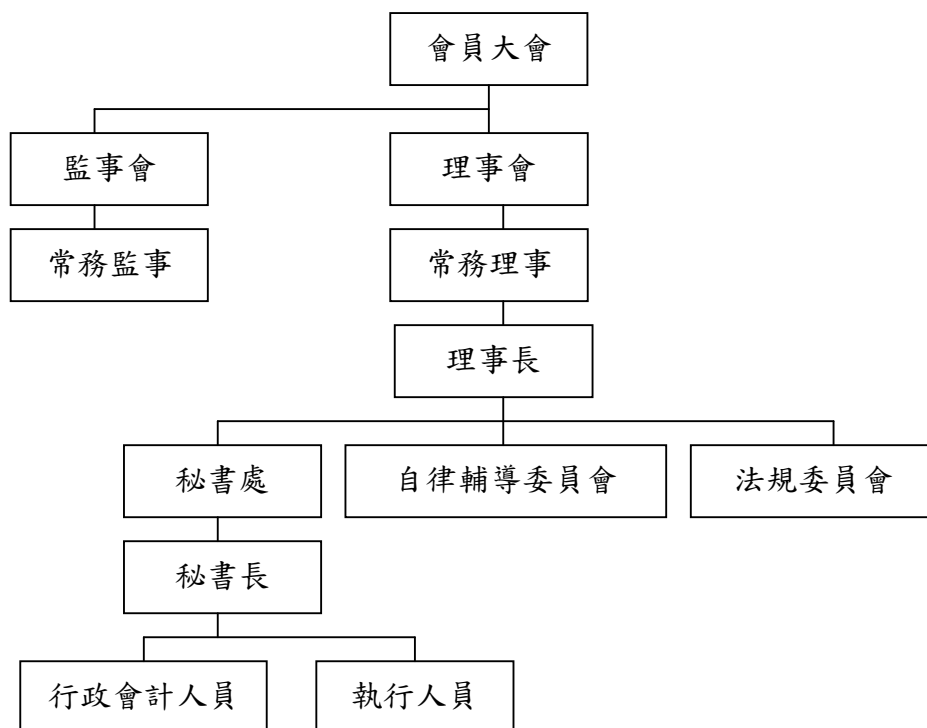 會員大會
監事會
理事會
常務監事
常務理事
理事長
秘書處
自律輔導委員會
法規委員會
秘書長
行政會計人員
執行人員